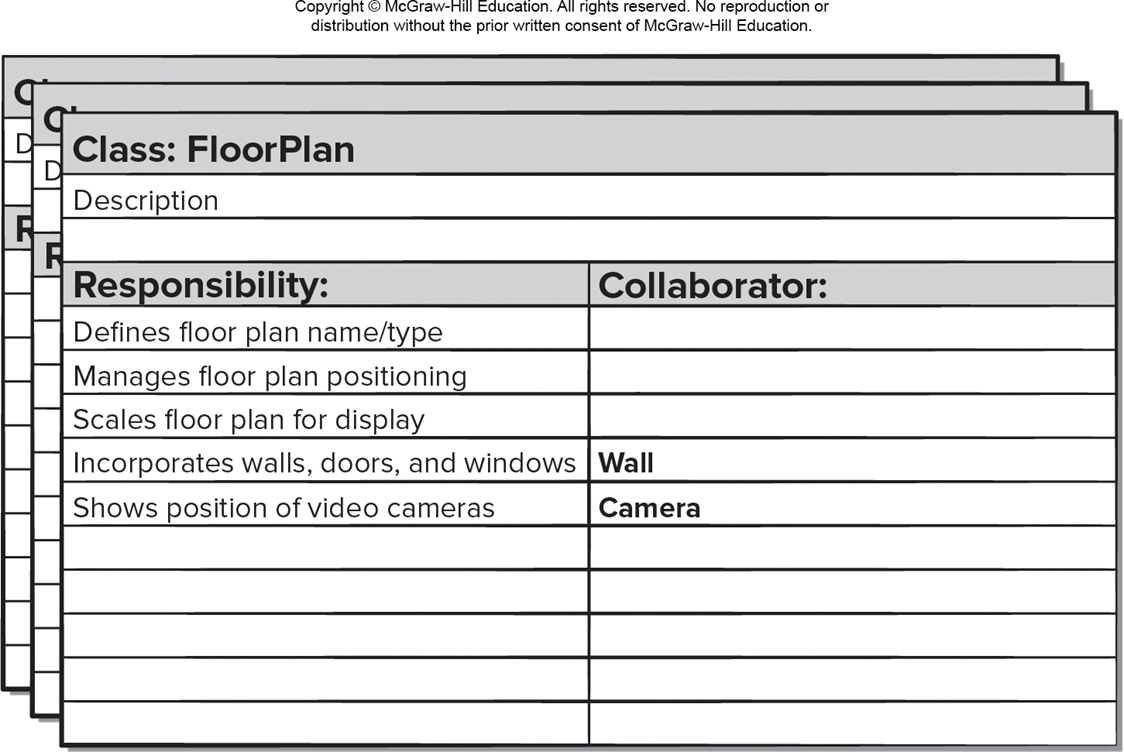 Copyright © McGraw-Hill Education. All rights reserved. No reproduction or
distribution without the prior written consent of McGraw-Hill Education.
Class: FloorPlan
Description
Responsibility: Collaborator:
Defines floor plan name/type
Manages floor plan positioning
Scales floor plan for display
Incorporates walls, doors, and windows Wall
Shows position of video cameras Camera